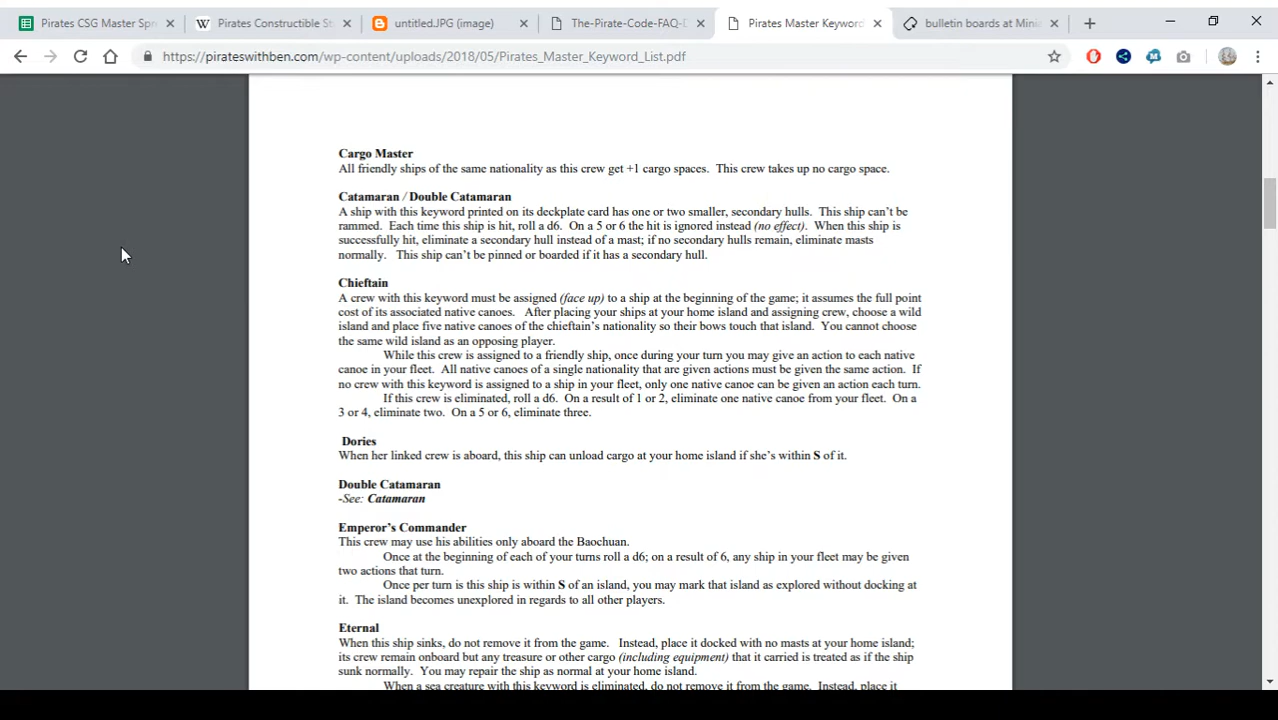 Pirates CSG Master Spr
Pirates Constructible St
untitled.JPG (image)
The-Pirate-Code-FAQ-D
Pirates Master Keyword
bulletin boards at Minia
https://pirateswithben.com/wp-content/uploads/2018/05/Pirates_Master_Keyword_List.pdf
Cargo Master
All friendly ships of the same nationality as this crew get +1 cargo spaces. This crew takes up no cargo space.
Catamaran / Double Catamaran
A ship with this keyword printed on its deckplate card has one or two smaller, secondary hulls. This ship can't be
rammed. Each time this ship is hit, roll a d6. On a 5 or 6 the hit is ignored instead (no effect). When this ship is
successfully hit, eliminate a secondary hull instead of a mast; if no secondary hulls remain, eliminate masts
normally. This ship can't be pinned or boarded if it has a secondary hull.
Chieftain
A crew with this keyword must be assigned (face up) to a ship at the beginning of the game; it assumes the full point
cost of its associated native canoes. After placing your ships at your home island and assigning crew, choose a wild
island and place five native canoes of the chieftain's nationality so their bows touch that island. You cannot choose
the same wild island as an opposing player.
While this crew is assigned to a friendly ship, once during your turn you may give an action to each native
canoe in your fleet. All native canoes of a single nationality that are given actions must be given the same action. If
no crew with this keyword is assigned to a ship in your fleet, only one native canoe can be given an action each turn.
If this crew is eliminated, roll a d6. On a result of 1 or 2, eliminate one native canoe from your fleet. On a
3 or 4, eliminate two. On a 5 or 6, eliminate three.
Dories
When her linked crew is aboard, this ship can unload cargo at your home island if she's within S of it.
Double Catamaran
-See: Catamaran
Emperor's Commander
This crew may use his abilities only aboard the Baochuan.
Once at the beginning of each of your turns roll a d6; on a result of 6, any ship in your fleet may be given
two actions that turn.
Once per turn is this ship is within S of an island, you may mark that island as explored without docking at
it. The island becomes unexplored in regards to all other players.
Eternal
When this ship sinks, do not remove it from the game. Instead, place it docked with no masts at your home island;
its crew remain onboard but any treasure or other cargo (including equipment) that it carried is treated as if the ship
sunk normally. You may repair the ship as normal at your home island.
When a sea creature with this keyword is eliminated, do not remove it from the game. Instead, place it